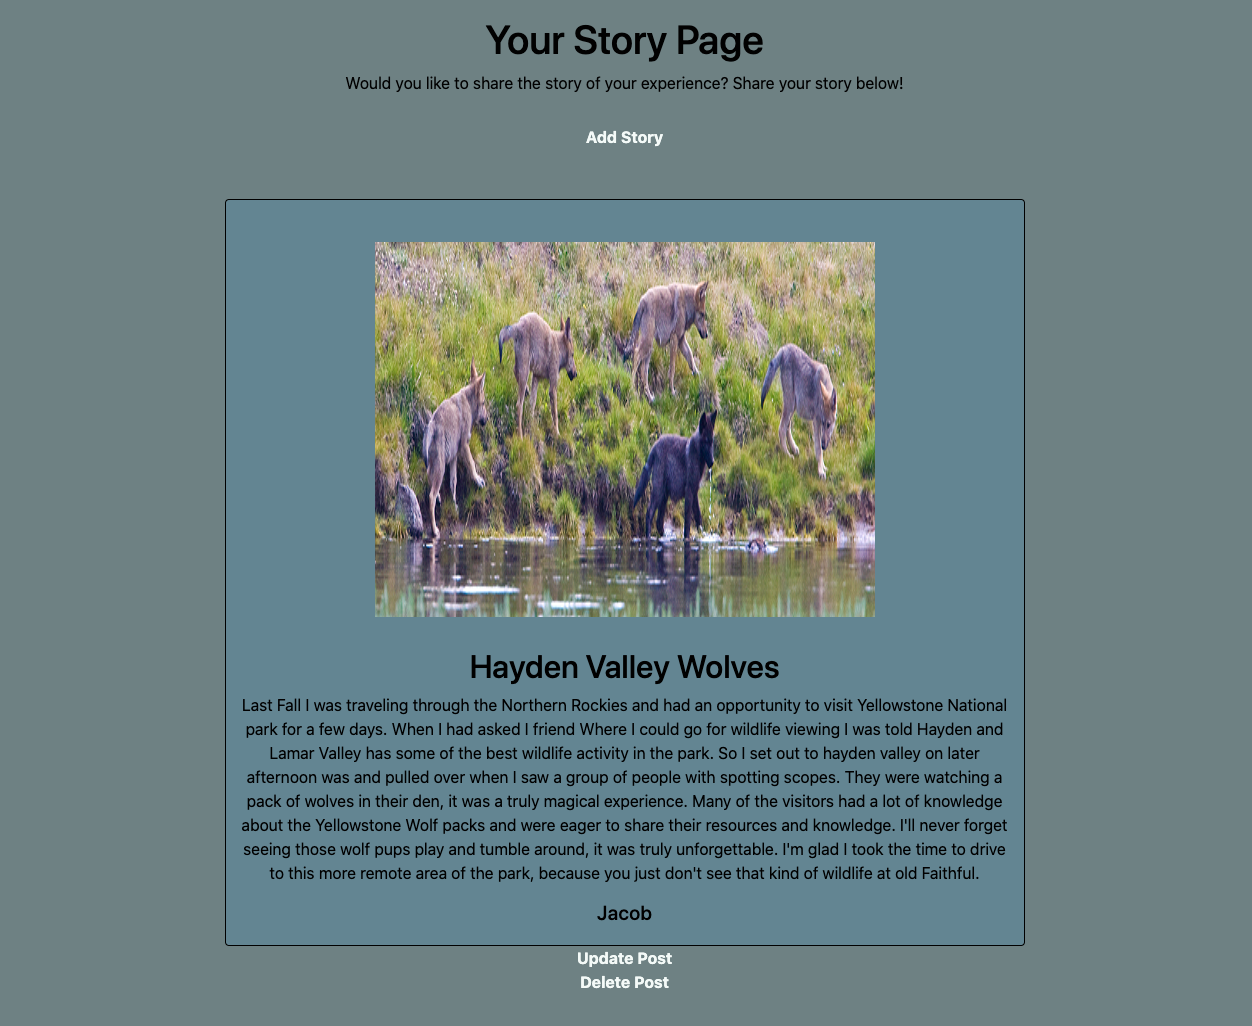 Your Story Page
Would you like to share the story of your experience? Share your story below!
Add Story
Hayden Valley Wolves
Last Fall I was traveling through the Northern Rockies and had an opportunity to visit Yellowstone National
park for a few days. When I had asked I friend Where I could go for wildlife viewing I was told Hayden and
Lamar Valley has some of the best wildlife activity in the park. So I set out to hayden valley on later
afternoon was and pulled over when I saw a group of people with spotting scopes. They were watching a
pack of wolves in their den, it was a truly magical experience. Many of the visitors had a lot of knowledge
about the Yellowstone Wolf packs and were eager to share their resources and knowledge. I'll never forget
seeing those wolf pups play and tumble around, it was truly unforgettable. I'm glad I took the time to drive
to this more remote area of the park, because you just don't see that kind of wildlife at old Faithful.
Jacob
Update Post
Delete Post